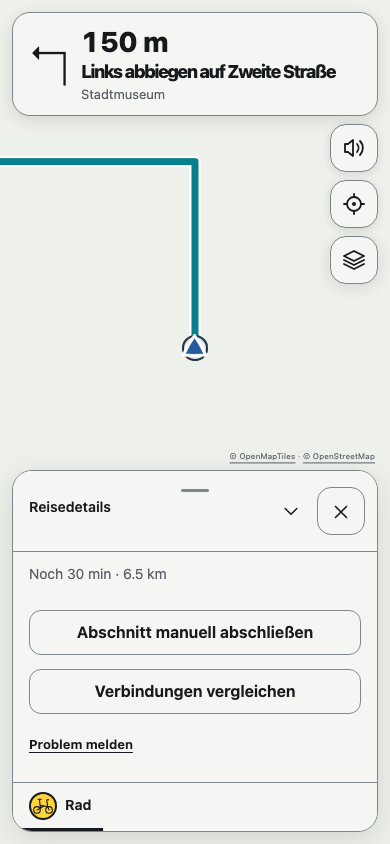 150 m
Links abbiegen auf Zweite Straße
Stadtmuseum
© OpenMapTiles · © OpenStreetMap
Reisedetails
Noch 30 min · 6.5 km
Abschnitt manuell abschließen
Verbindungen vergleichen
Problem melden
Rad